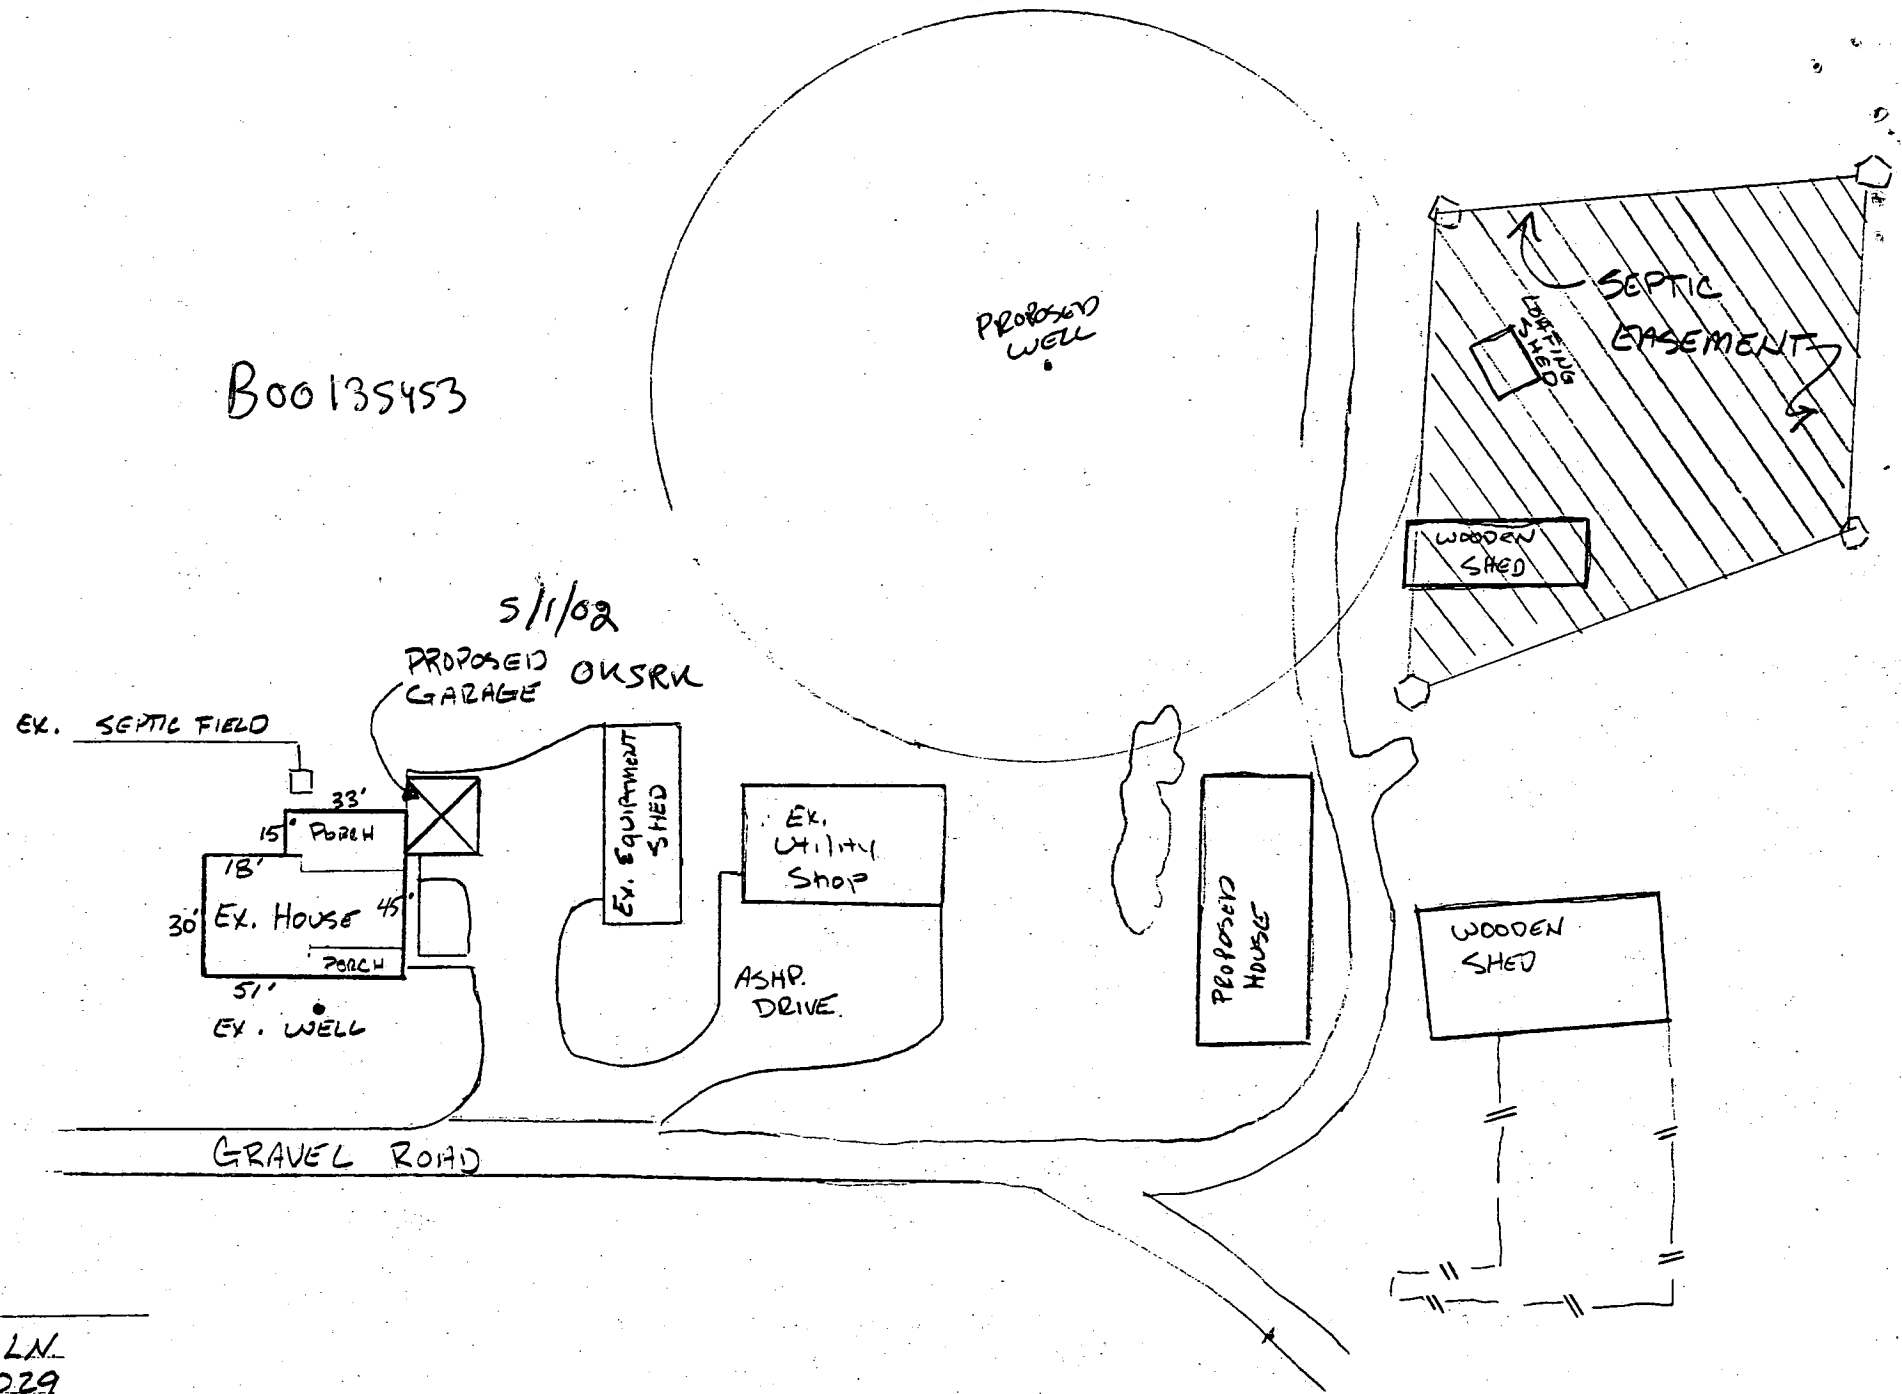 PROPOSED
WELL
SEPTIC
EASEMENT
LOAFING
SHED
B00135453
WOODEN
SHED
5/1/02
PROPOSED
GARAGE
OKSRK
EX. SEPTIC FIELD
33'
15'
PORCH
18'
30'
EX. HOUSE
45'
PORCH
51'
EX. WELL
EX. EQUIPMENT
SHED
EX.
Utility
Shop
ASHP.
DRIVE.
PROPOSED
HOUSE
WOODEN
SHED
GRAVEL ROAD
LN.
029